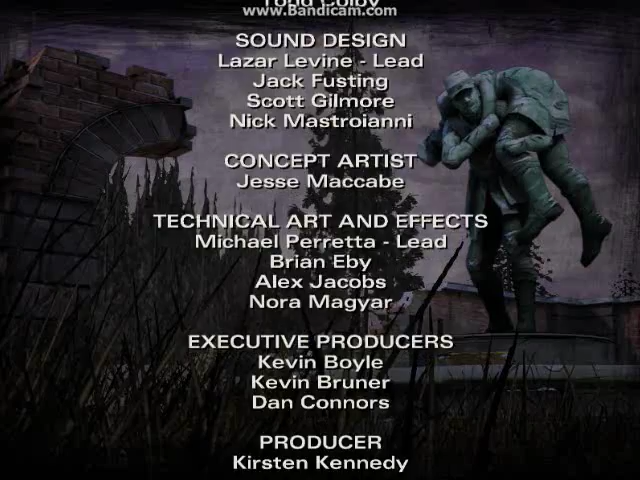 www.Bandicam.com
SOUND DESIGN
Lazar Levine - Lead
Jack Fusting
Scott Gilmore
Nick Mastroianni
CONCEPT ARTIST
Jesse Maccabe
TECHNICAL ART AND EFFECTS
Michael Perretta - Lead
Brian Eby
Alex Jacobs
Nora Magyar
EXECUTIVE PRODUCERS
Kevin Boyle
Kevin Bruner
Dan Connors
PRODUCER
Kirsten Kennedy